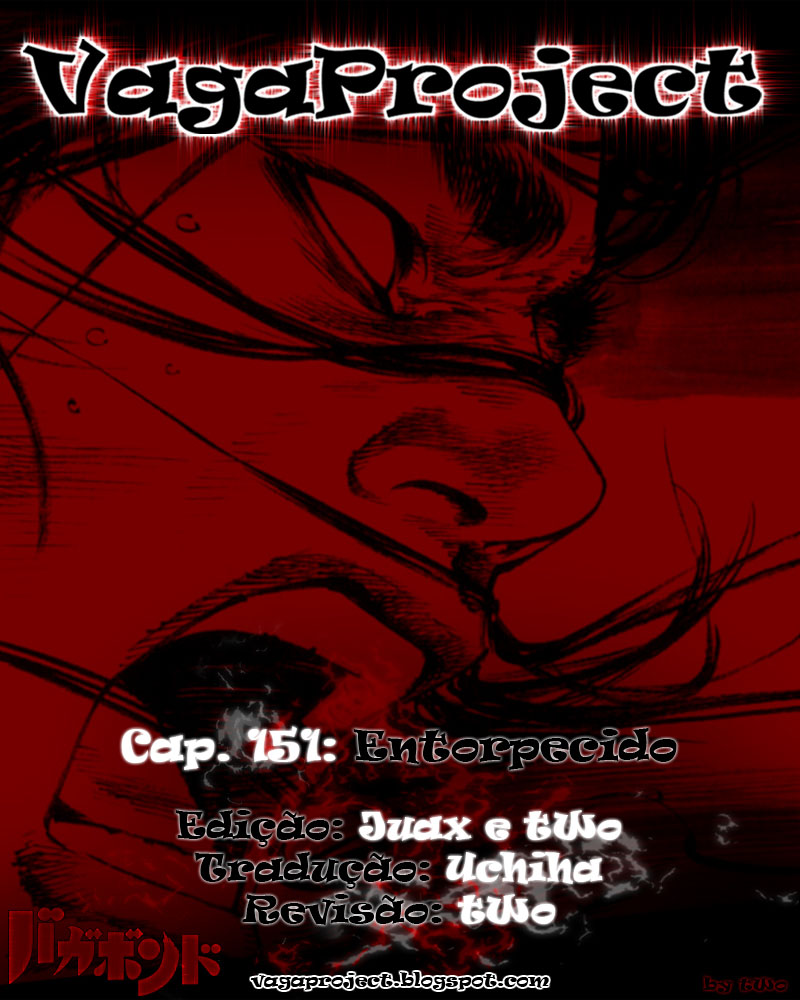 VagaProject
Cap. 151: Entorpecido
Edição: Juax e tWo
Tradução: Uchiha
Revisão: tWo
バガボンド
vagaproject.blogspot.com
by tWo